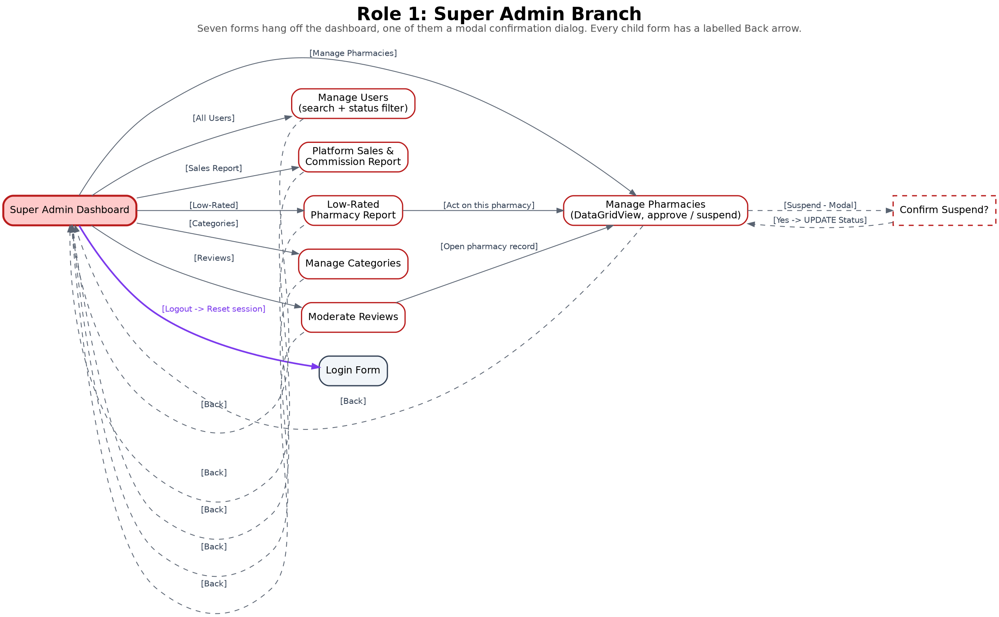 Role 1: Super Admin Branch
Seven forms hang off the dashboard, one of them a modal confirmation dialog. Every child form has a labelled Back arrow.
[Manage Pharmacies]
Manage Users
(search + status filter)
[All Users]
Platform Sales &
Commission Report
[Sales Report]
Super Admin Dashboard
[Low-Rated]
Low-Rated
Pharmacy Report
[Act on this pharmacy]
Manage Pharmacies
(DataGridView, approve / suspend)
[Suspend - Modal]
[Yes -> UPDATE Status]
Confirm Suspend?
[Categories]
[Open pharmacy record]
Manage Categories
[Reviews]
[Logout -> Reset session]
Moderate Reviews
Login Form
[Back]
[Back]
[Back]
[Back]
[Back]
[Back]